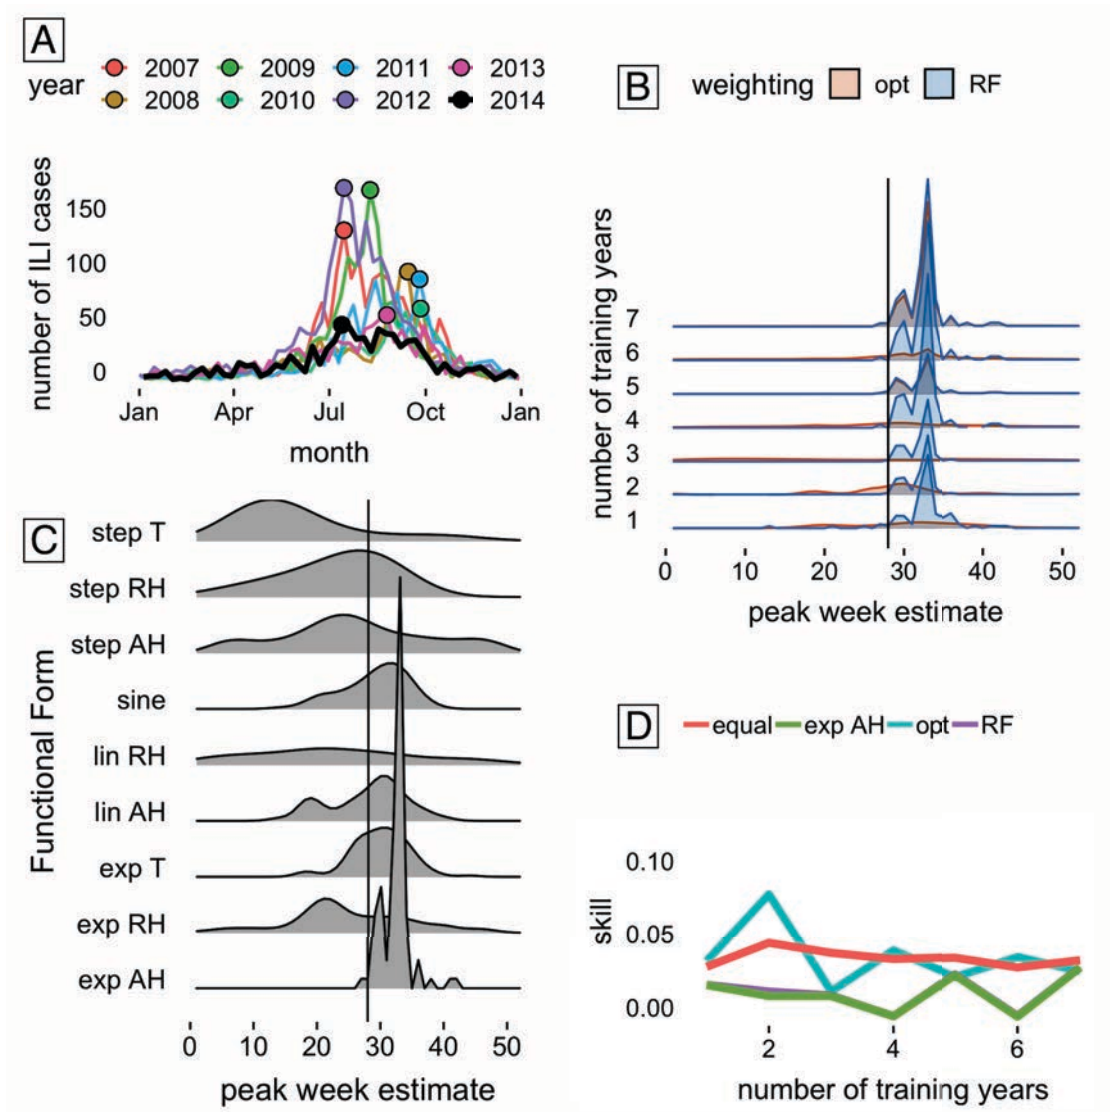 A
year 2007 2009 2011 2013
2008 2010 2012 2014
number of ILI cases
150
100
50
0
Jan Apr Jul Oct Jan
month
B
weighting opt RF
number of training years
7
6
5
4
3
2
1
0 10 20 30 40 50
peak week estimate
C
Functional Form
step T
step RH
step AH
sine
lin RH
lin AH
exp T
exp RH
exp AH
0 10 20 30 40 50
peak week estimate
D
equal exp AH opt RF
skill
0.10
0.05
0.00
2 4 6
number of training years